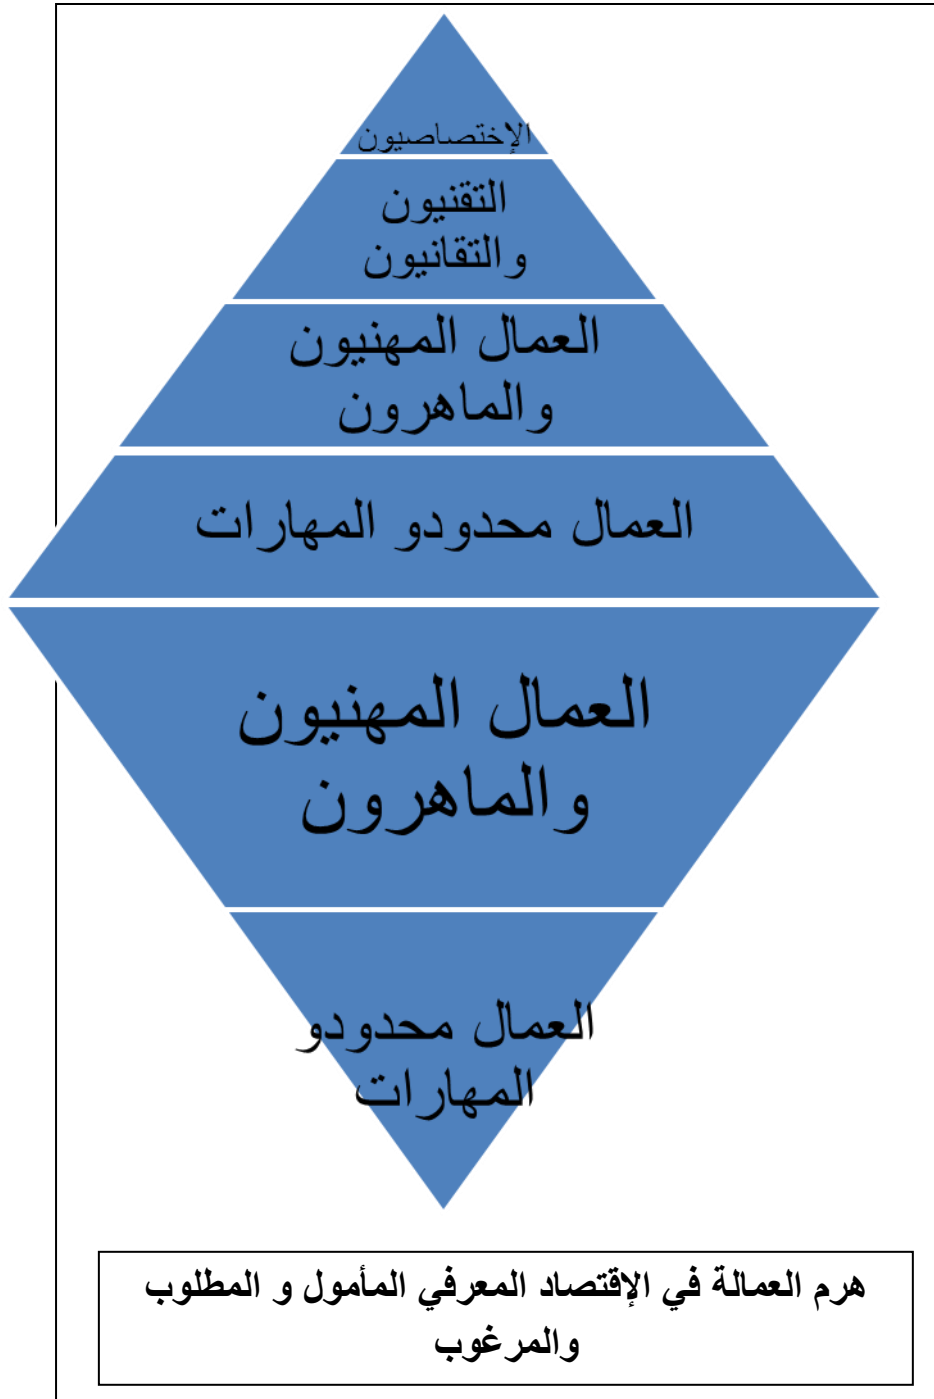 الإختصاصيون
التقنيون
والتقانيون
العمال المهنيون
والماهرون
العمال محدودو المهارات
العمال المهنيون
والماهرون
العمال محدودو
المهارات
هرم العمالة في الإقتصاد المعرفي المأمول و المطلوب
والمرغوب